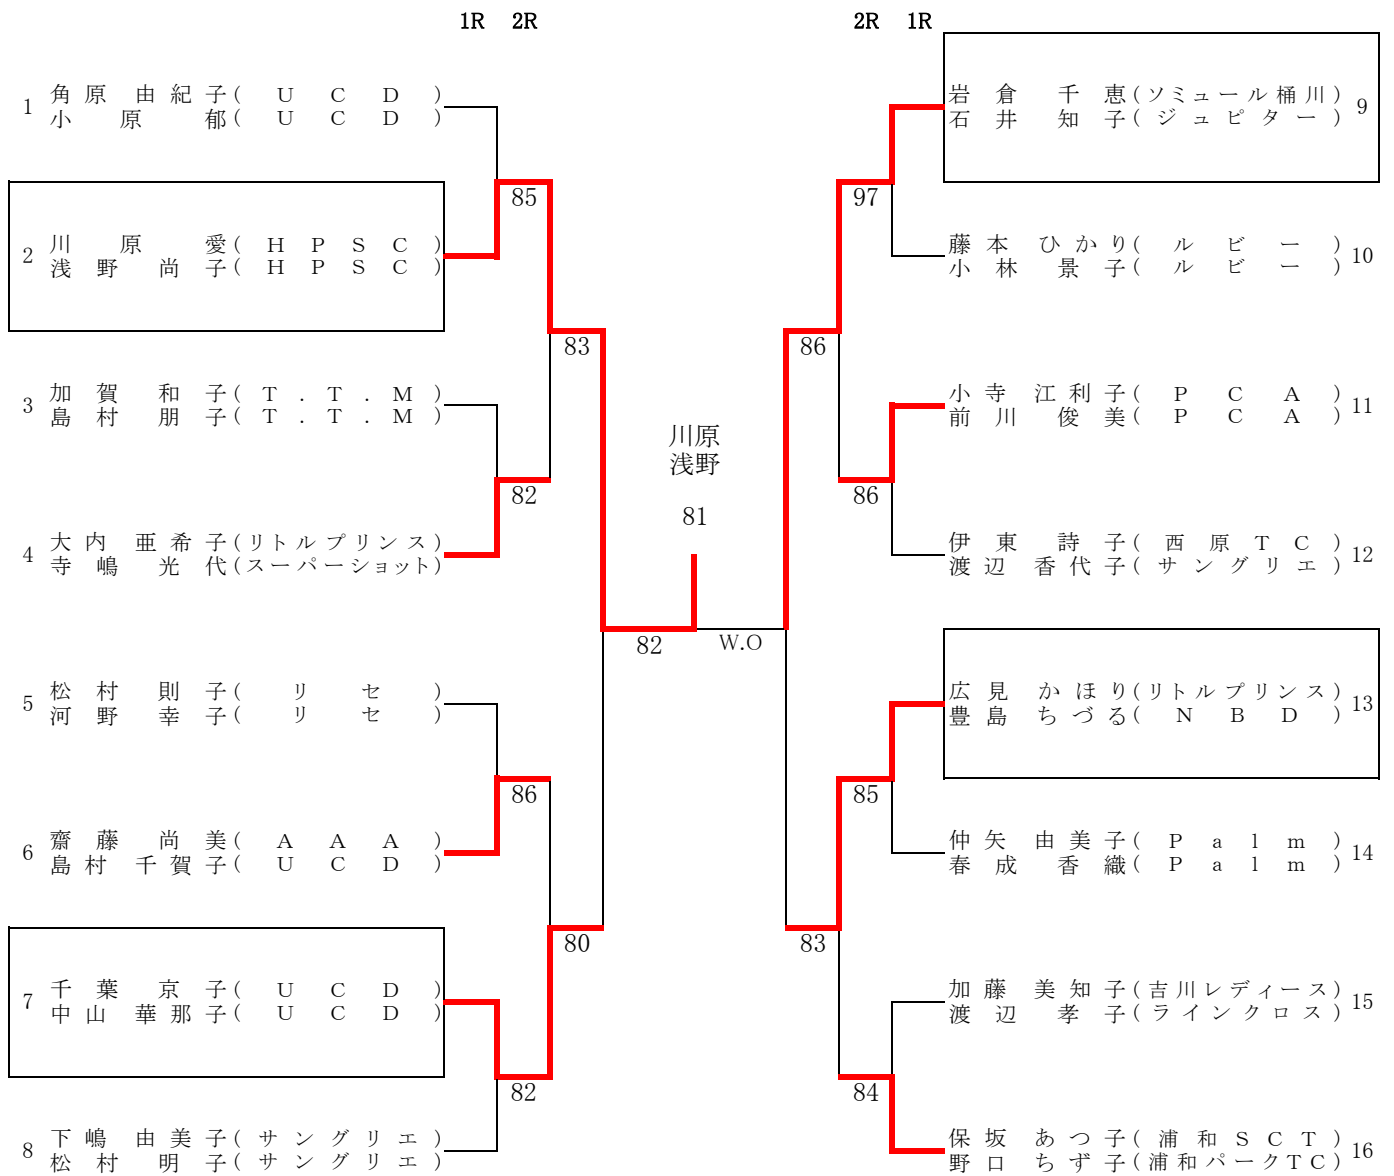 1R 2R
2R 1R
1 角原 由紀子(UCD)
小原 郁(UCD)
85
2 川原 愛(HPSC)
浅野 尚子(HPSC)
83
3 加賀 和子(T.T.M)
島村 朋子(T.T.M)
82
4 大内 亜希子(リトルプリンス)
寺嶋 光代(スーパーショット)
82
5 松村 則子(リセ)
河野 幸子(リセ)
86
6 齋藤 尚美(AAA)
島村 千賀子(UCD)
80
7 千葉 京子(UCD)
中山 華那子(UCD)
82
8 下嶋 由美子(サングリエ)
松村 明子(サングリエ)
川原
浅野
81
W.O
岩倉 千恵(ソミュール桶川) 9
石井 知子(ジュピター)
97
藤本 ひかり(ルビー) 10
小林 景子(ルビー)
86
小寺 江利子(PCA) 11
前川 俊美(PCA)
86
伊東 詩子(西原TC) 12
渡辺 香代子(サングリエ)
広見 かほり(リトルプリンス) 13
豊島 ちづる(NBD)
85
仲矢 由美子(Palm) 14
春成 香織(Palm)
83
加藤 美知子(吉川レディース) 15
渡辺 孝子(ラインクロス)
84
保坂 あつ子(浦和SCT) 16
野口 ちず子(浦和パークTC)